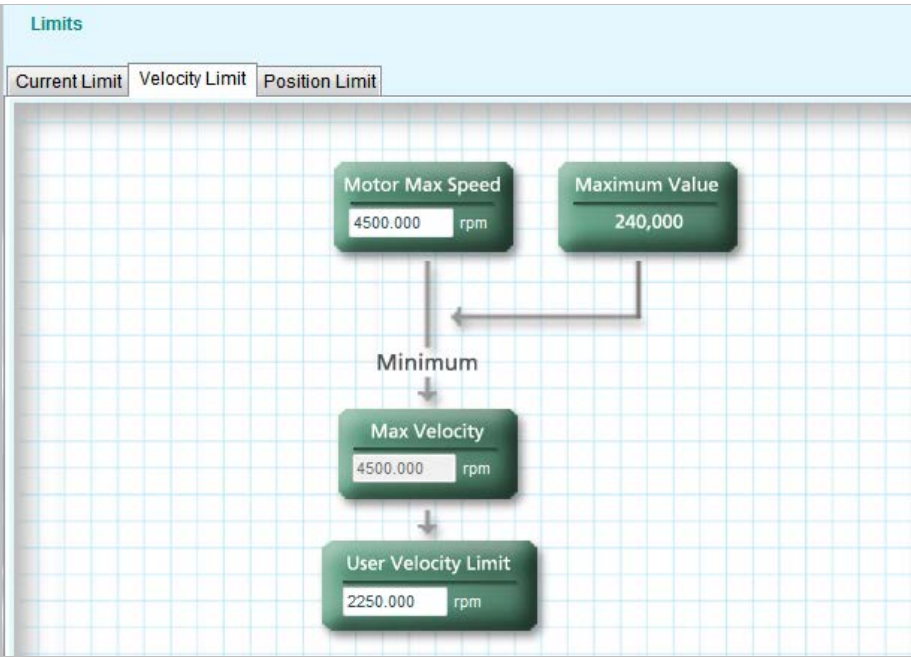 Limits
Current Limit Velocity Limit Position Limit
Motor Max Speed
4500.000 rpm
Maximum Value
240,000
Minimum
Max Velocity
4500.000 rpm
User Velocity Limit
2250.000 rpm